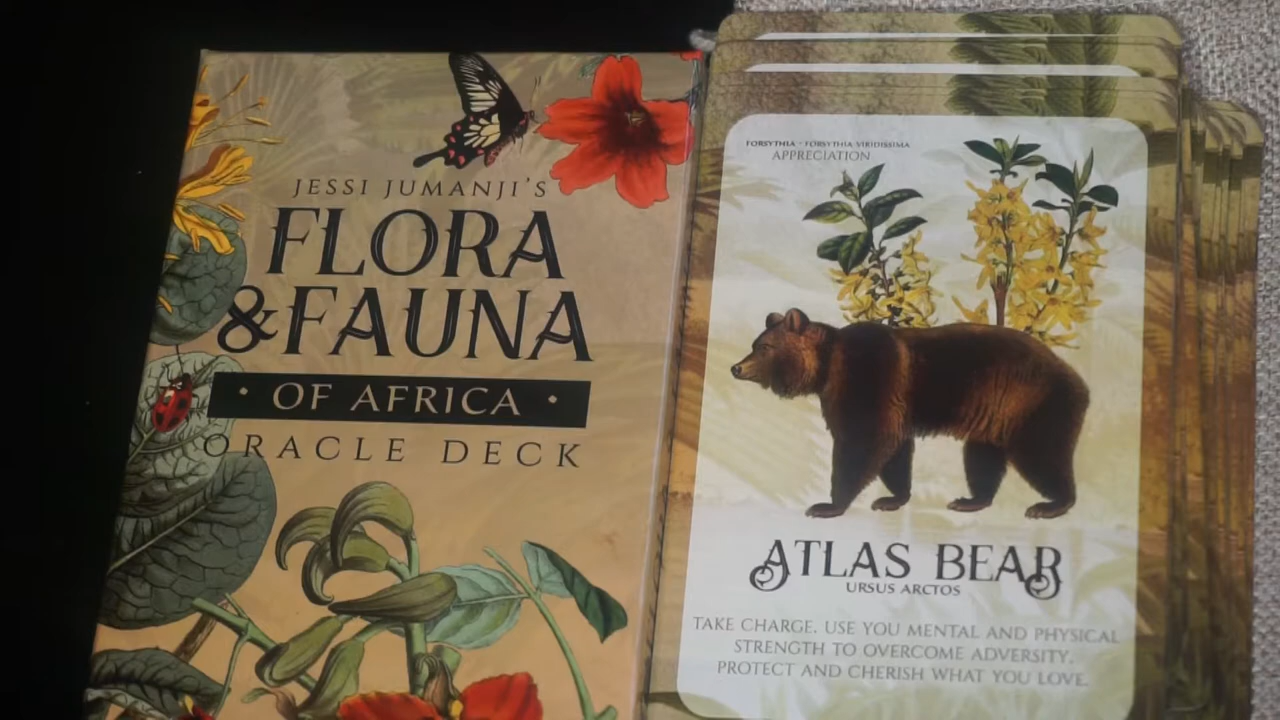 JESSI JUMANJI'S
FLORA
&FAUNA
• OF AFRICA •
ORACLE DECK
FORSYTHIA - FORSYTHIA VIRIDISSIMA
APPRECIATION
ATLAS BEAR
URSUS ARCTOS
TAKE CHARGE. USE YOU MENTAL AND PHYSICAL
STRENGTH TO OVERCOME ADVERSITY.
PROTECT AND CHERISH WHAT YOU LOVE.